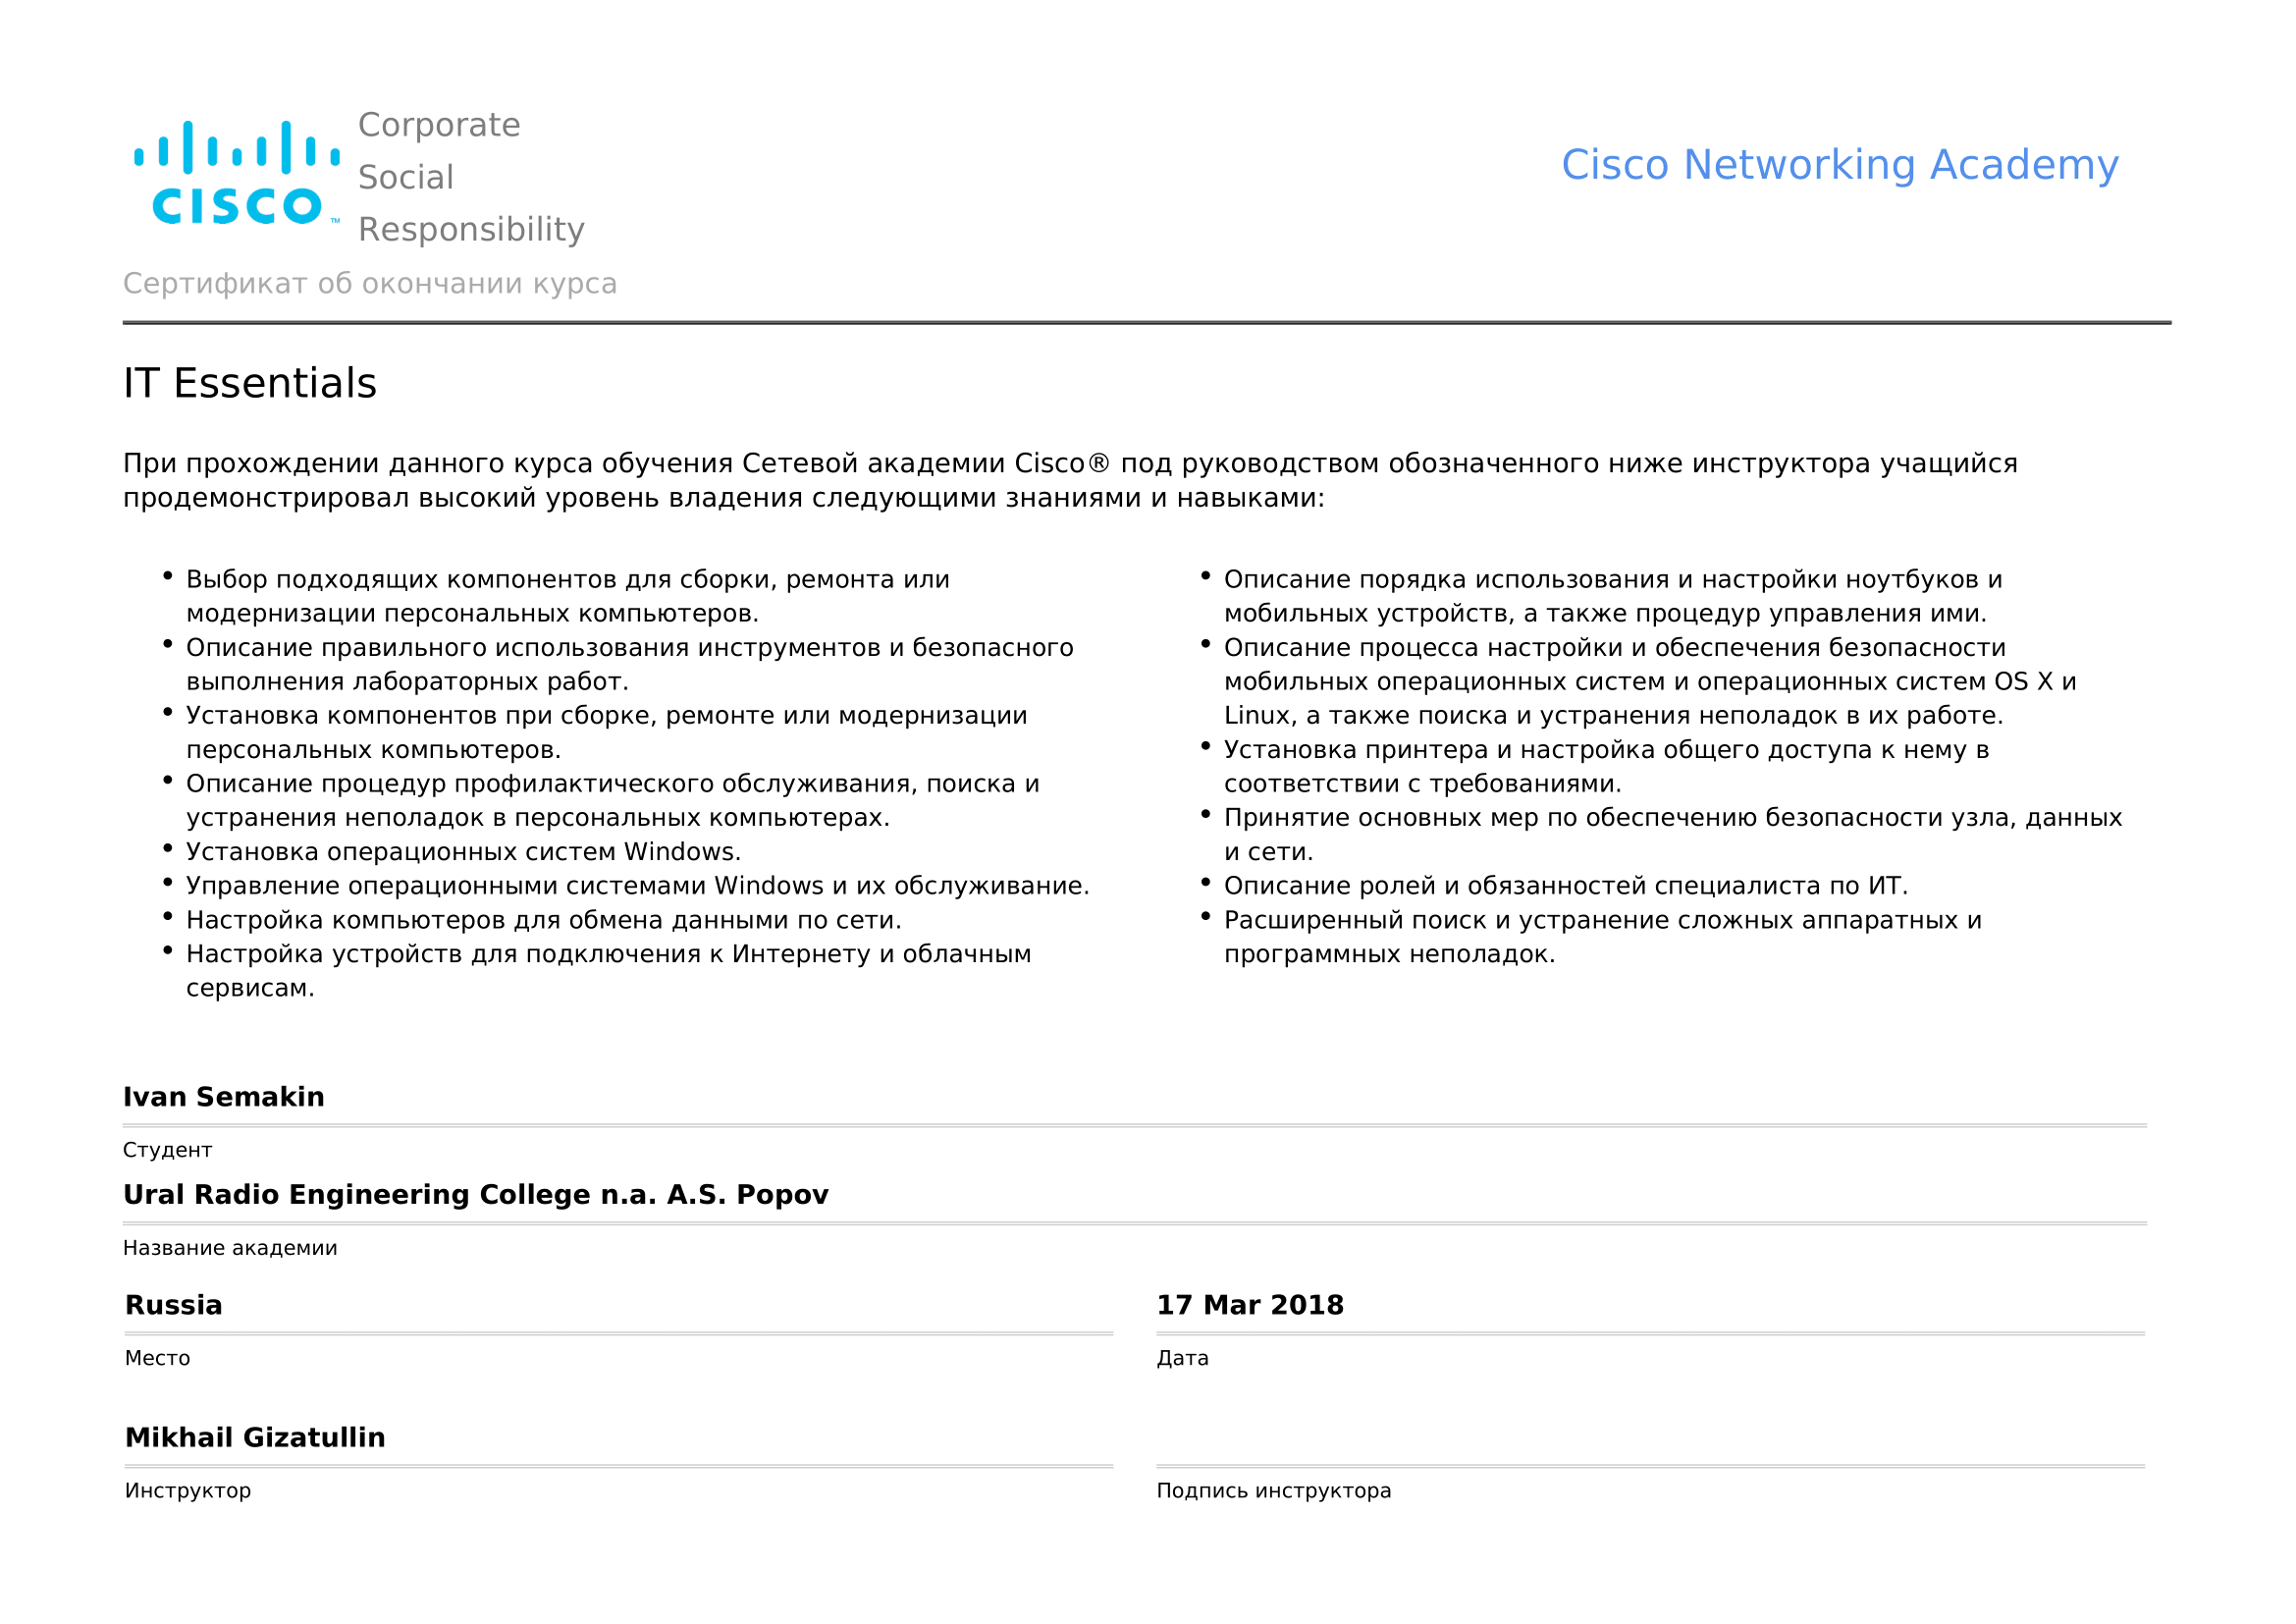 Corporate
Social
Responsibility
CISCO™
Cisco Networking Academy
Сертификат об окончании курса
IT Essentials
При прохождении данного курса обучения Сетевой академии Cisco® под руководством обозначенного ниже инструктора учащийся
продемонстрировал высокий уровень владения следующими знаниями и навыками:
• Выбор подходящих компонентов для сборки, ремонта или
модернизации персональных компьютеров.
• Описание правильного использования инструментов и безопасного
выполнения лабораторных работ.
• Установка компонентов при сборке, ремонте или модернизации
персональных компьютеров.
• Описание процедур профилактического обслуживания, поиска и
устранения неполадок в персональных компьютерах.
• Установка операционных систем Windows.
• Управление операционными системами Windows и их обслуживание.
• Настройка компьютеров для обмена данными по сети.
• Настройка устройств для подключения к Интернету и облачным
сервисам.
• Описание порядка использования и настройки ноутбуков и
мобильных устройств, а также процедур управления ими.
• Описание процесса настройки и обеспечения безопасности
мобильных операционных систем и операционных систем OS X и
Linux, а также поиска и устранения неполадок в их работе.
• Установка принтера и настройка общего доступа к нему в
соответствии с требованиями.
• Принятие основных мер по обеспечению безопасности узла, данных
и сети.
• Описание ролей и обязанностей специалиста по ИТ.
• Расширенный поиск и устранение сложных аппаратных и
программных неполадок.
Ivan Semakin
Студент
Ural Radio Engineering College n.a. A.S. Popov
Название академии
Russia
Место
17 Mar 2018
Дата
Mikhail Gizatullin
Инструктор
Подпись инструктора